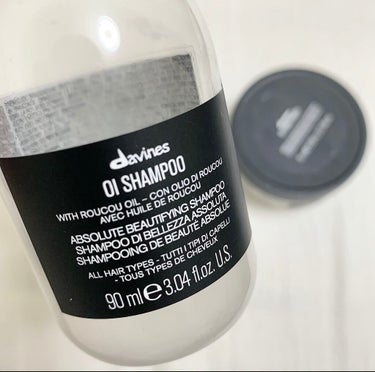 davines
OI SHAMPOO
WITH ROUCOU OIL - CON OLIO DI ROUCOU
AVEC HUILE DE ROUCOU
ABSOLUTE BEAUTIFYING SHAMPOO
SHAMPOO DI BELLEZZA ASSOLUTA
SHAMPOOING DE BEAUTÉ ABSOLUE
ALL HAIR TYPES - TUTTI I TIPI DI CAPELLI
- TOUS TYPES DE CHEVEUX
90 ml ℮ 3.04 fl.oz. U.S.